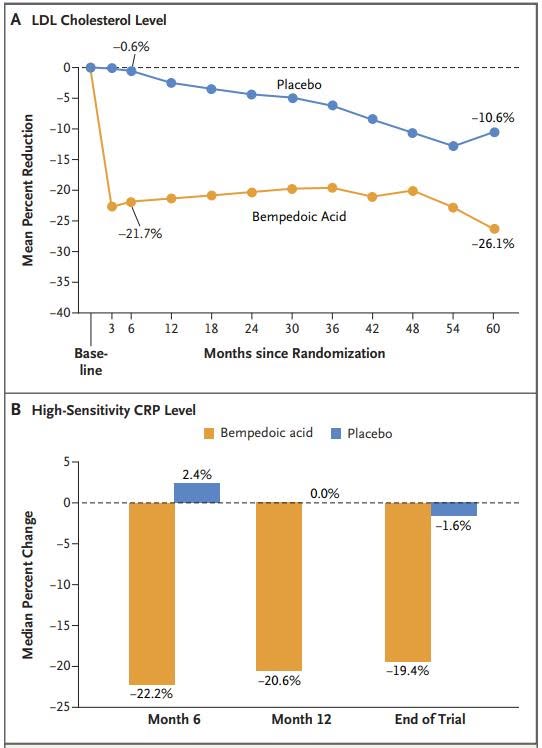 A LDL Cholesterol Level
−0.6%
0
−5
−10
−15
−20
−25
−30
−35
−40
Mean Percent Reduction
Placebo
−10.6%
Bempedoic Acid
−21.7%
−26.1%
3 6 12 18 24 30 36 42 48 54 60
Base-
line
Months since Randomization
B High-Sensitivity CRP Level
Bempedoic acid Placebo
5
0
−5
−10
−15
−20
−25
Median Percent Change
2.4%
0.0%
−1.6%
−22.2%
−20.6%
−19.4%
Month 6 Month 12 End of Trial